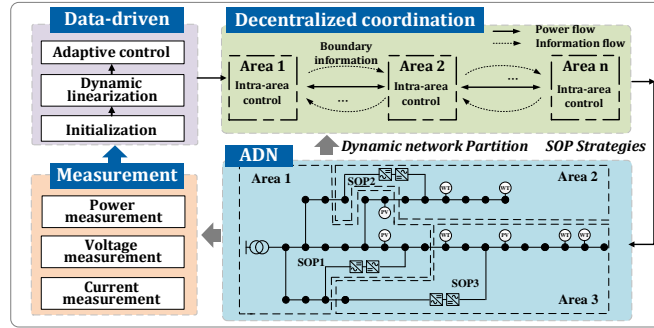 Data-driven
Adaptive control
Dynamic
linearization
Initialization
Decentralized coordination
Power flow
Information flow
Boundary
information
Area 1
Intra-area
control
...
Area 2
Intra-area
control
...
...
Area n
Intra-area
control
Dynamic network Partition
SOP Strategies
Measurement
Power
measurement
Voltage
measurement
Current
measurement
ADN
Area 1
SOP2
Area 2
WT
WT
PV
PV
WT
PV
WT
WT
SOP1
PV
SOP3
Area 3